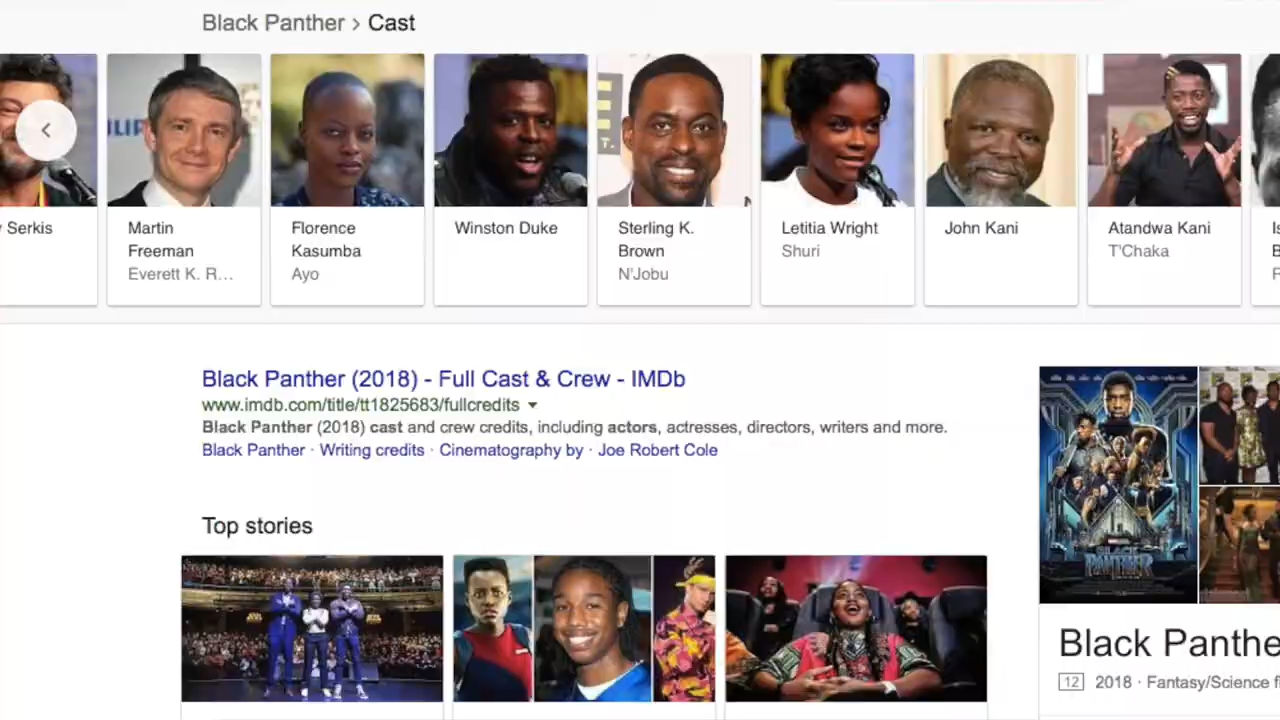 Black Panther › Cast
Serkis
Martin
Freeman
Everett K. R...
Florence
Kasumba
Ayo
Winston Duke
Sterling K.
Brown
N'Jobu
Letitia Wright
Shuri
John Kani
Atandwa Kani
T'Chaka
Black Panther (2018) - Full Cast & Crew - IMDb
www.imdb.com/title/tt1825683/fullcredits
Black Panther (2018) cast and crew credits, including actors, actresses, directors, writers and more.
Black Panther · Writing credits · Cinematography by · Joe Robert Cole
Top stories
BLACK
PANTHER
Black Panthe
12 2018 · Fantasy/Science fi